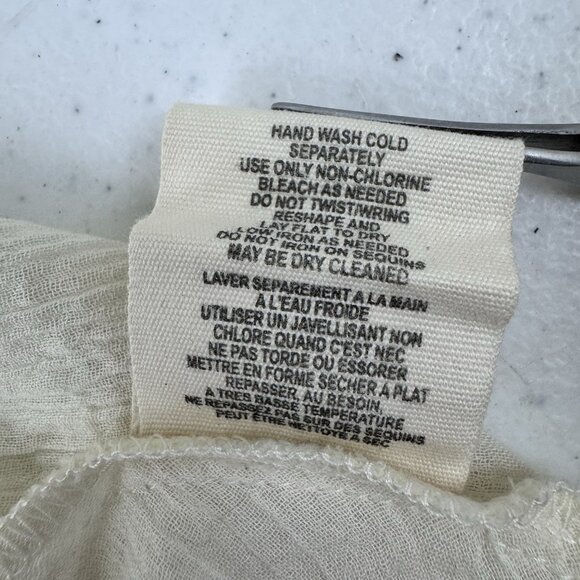 HAND WASH COLD
SEPARATELY
USE ONLY NON-CHLORINE
BLEACH AS NEEDED
DO NOT TWIST/WRING
RESHAPE AND
LAY FLAT TO DRY
LOW IRON AS NEEDED
DO NOT IRON ON SEQUINS
MAY BE DRY CLEANED
LAVER SEPAREMENT A LA MAIN
A L'EAU FROIDE
UTILISER UN JAVELLISANT NON
CHLORE QUAND C'EST NEC
NE PAS TORDE OU ESSORER
METTRE EN FORME SECHER A PLAT
REPASSER, AU BESOIN,
A TRES BASSE TEMPERATURE
NE REPASSEZ PAS SUR DES SEQUINS
PEUT ETRE NETTOTE A SEC